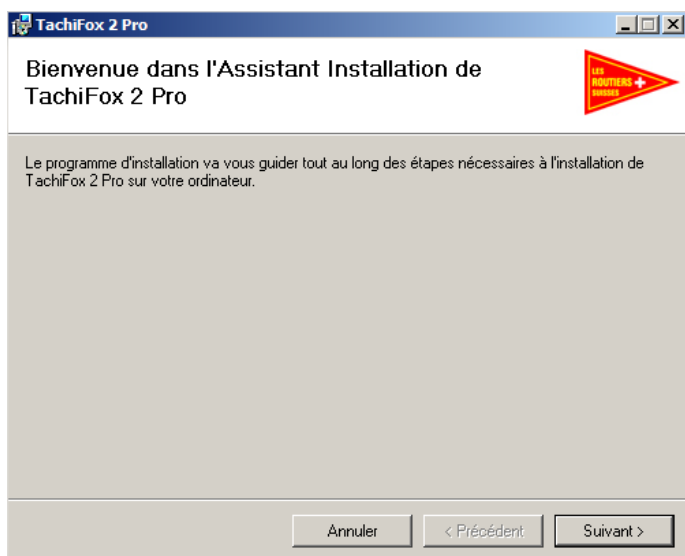 TachiFox 2 Pro
Bienvenue dans l'Assistant Installation de
TachiFox 2 Pro
LES
ROUTIERS +
SUISSES
Le programme d'installation va vous guider tout au long des étapes nécessaires à l'installation de
TachiFox 2 Pro sur votre ordinateur.
Annuler
< Précédent
Suivant >